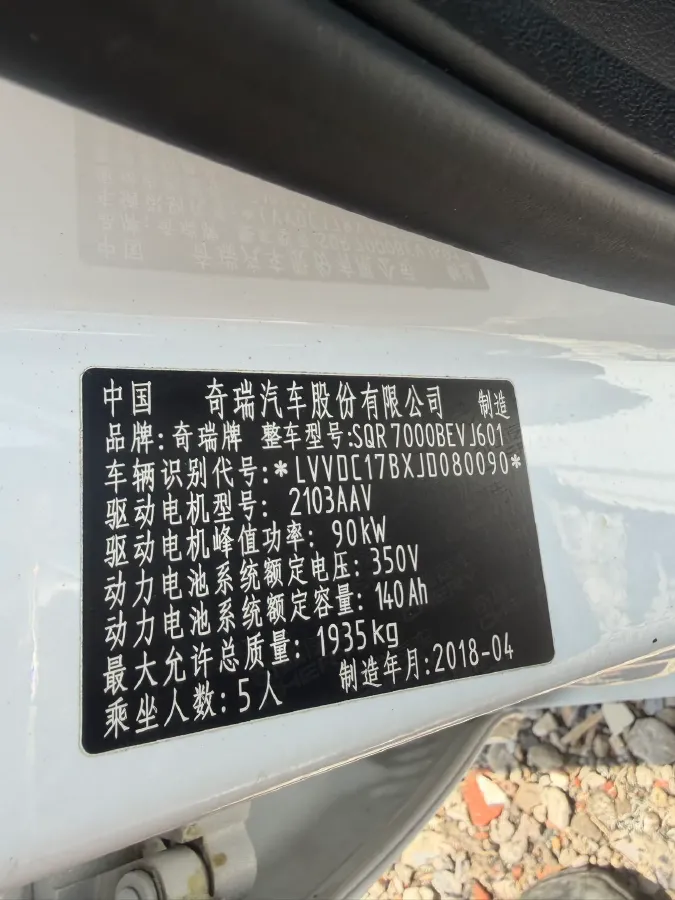 中国 奇瑞汽车股份有限公司 制造
品牌:奇瑞牌 整车型号:SQR7000BEVJ601
车辆识别代号:*LVVDC17BXJD080090*
驱动电机型号: 2103AAV
驱动电机峰值功率: 90kW
动力电池系统额定电压: 350V
动力电池系统额定容量: 140Ah
最大允许总质量: 1935kg
乘坐人数: 5人 制造年月:2018-04